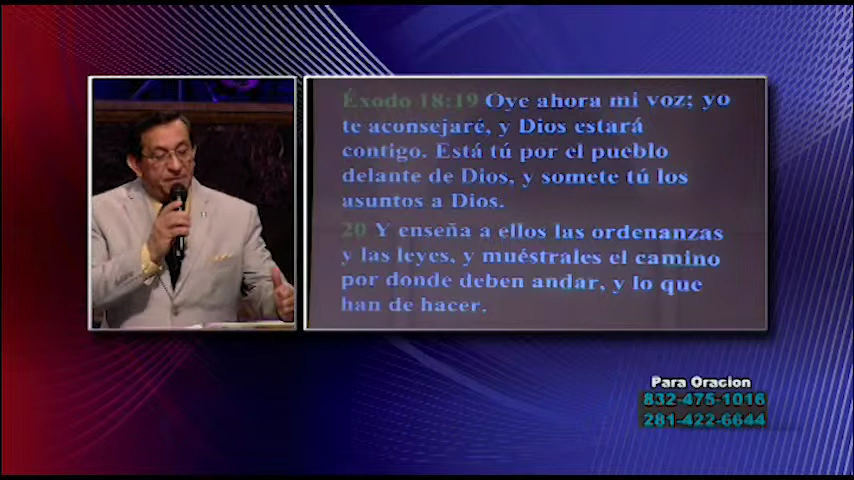 Éxodo 18:19 Oye ahora mi voz; yo
te aconsejaré, y Dios estará
contigo. Está tú por el pueblo
delante de Dios, y somete tú los
asuntos a Dios.
20 Y enseña a ellos las ordenanzas
y las leyes, y muéstrales el camino
por donde deben andar, y lo que
han de hacer.
Para Oracion
832-475-1016
281-422-6644